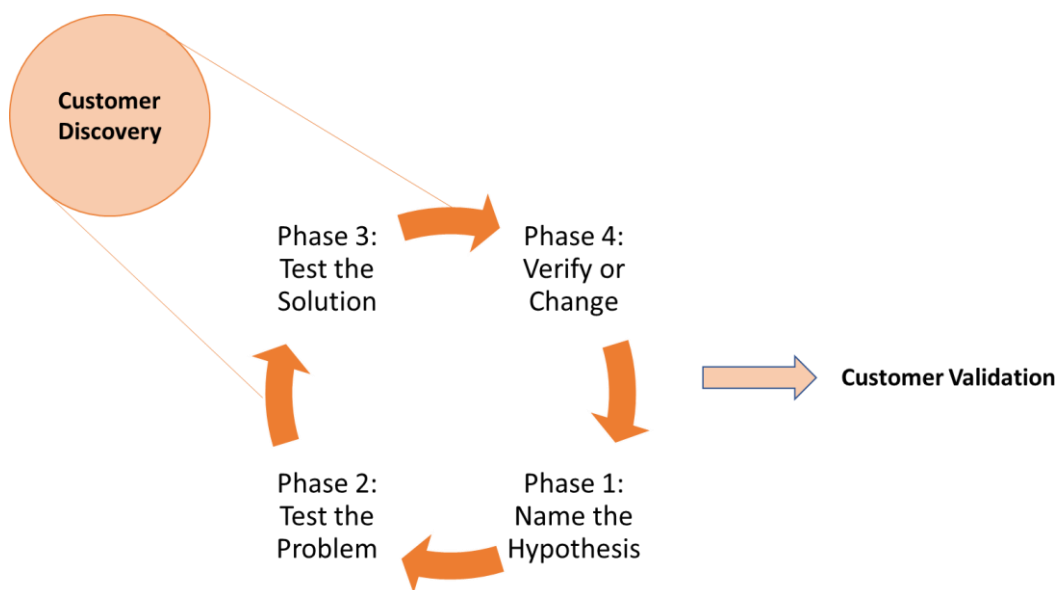 Customer
Discovery
Phase 3:
Test the
Solution
Phase 4:
Verify or
Change
Customer Validation
Phase 2:
Test the
Problem
Phase 1:
Name the
Hypothesis